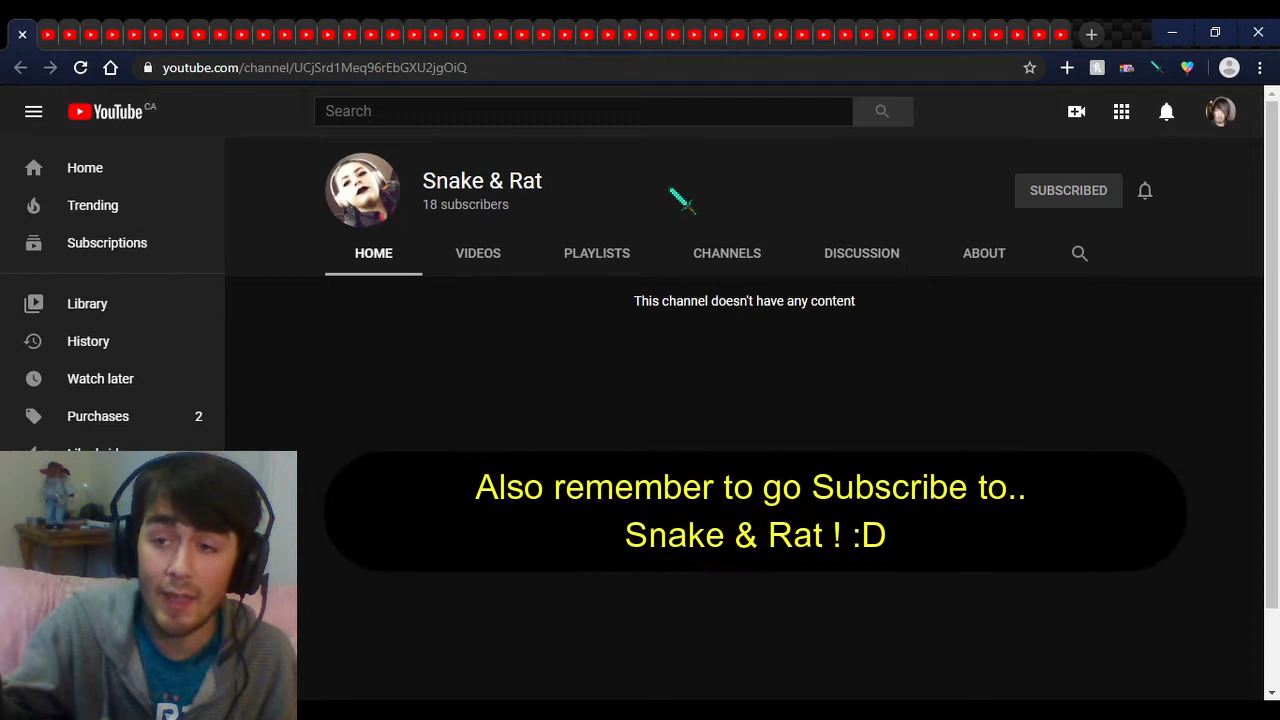 youtube.com/channel/UCjSrd1Meq96rEbGXU2jgOiQ
YouTube CA
Search
Home
Trending
Subscriptions
Library
History
Watch later
Purchases 2
Snake & Rat
18 subscribers
SUBSCRIBED
HOME VIDEOS PLAYLISTS CHANNELS DISCUSSION ABOUT
This channel doesn't have any content
Also remember to go Subscribe to..
Snake & Rat ! :D